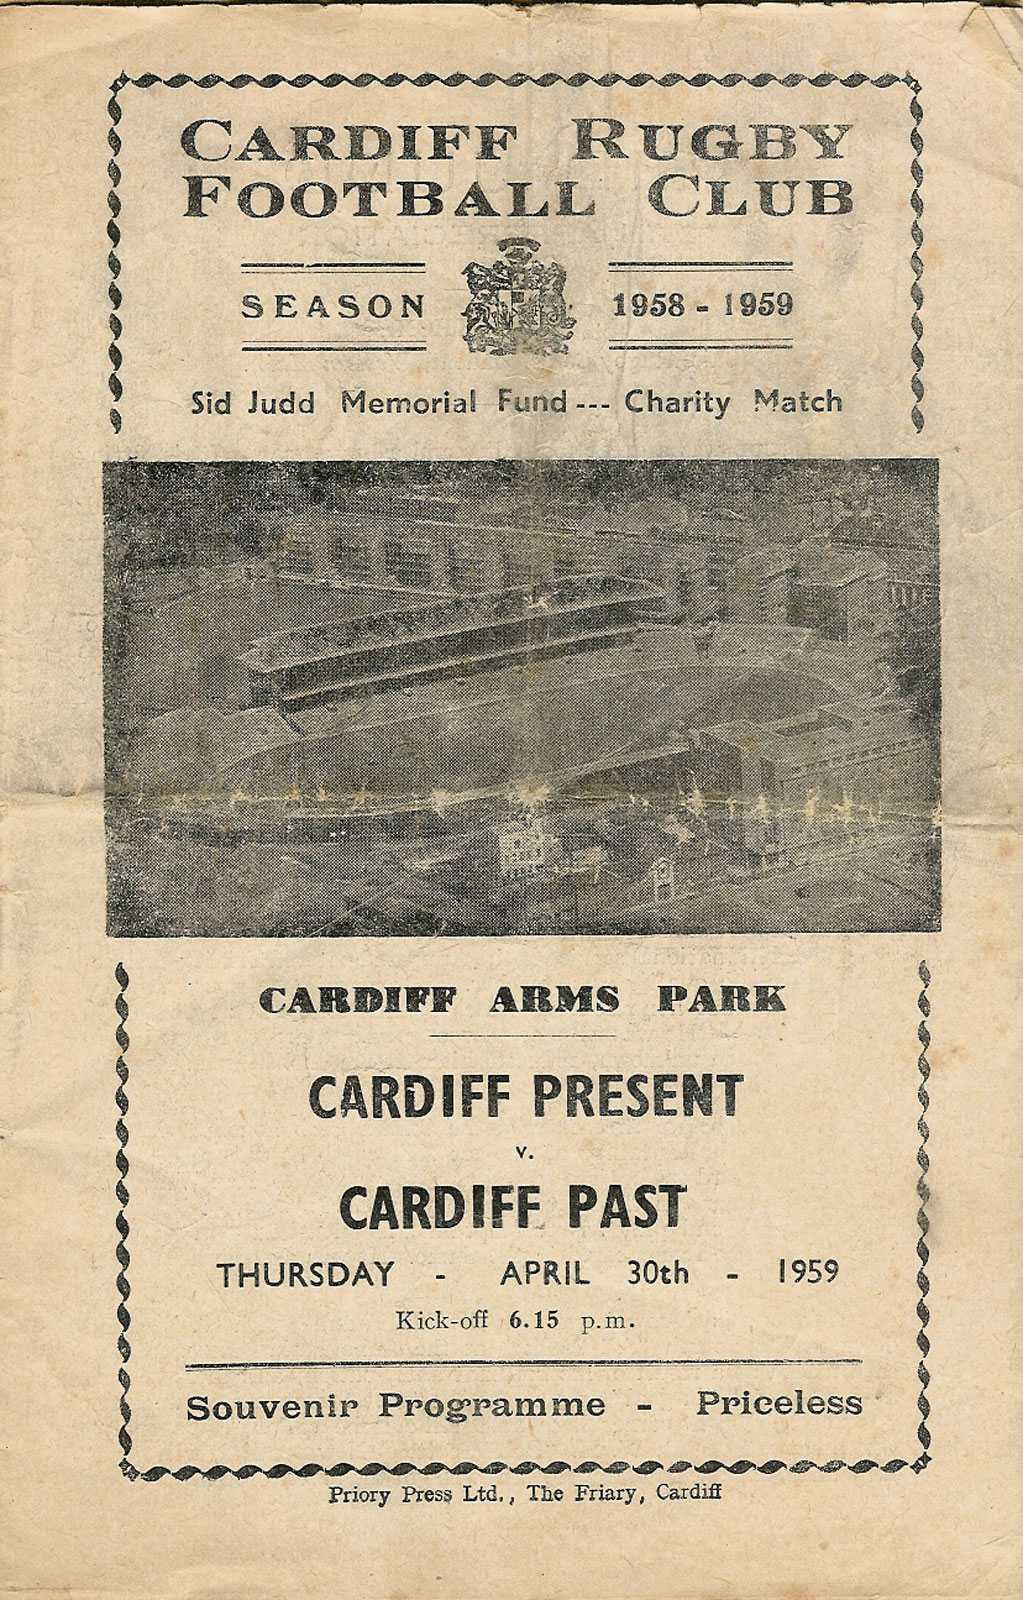 CARDIFF RUGBY
FOOTBALL CLUB
SEASON 1958 - 1959
Sid Judd Memorial Fund --- Charity Match
CARDIFF ARMS PARK
CARDIFF PRESENT
v.
CARDIFF PAST
THURSDAY - APRIL 30th - 1959
Kick-off 6.15 p.m.
Souvenir Programme - Priceless
Priory Press Ltd., The Friary, Cardiff